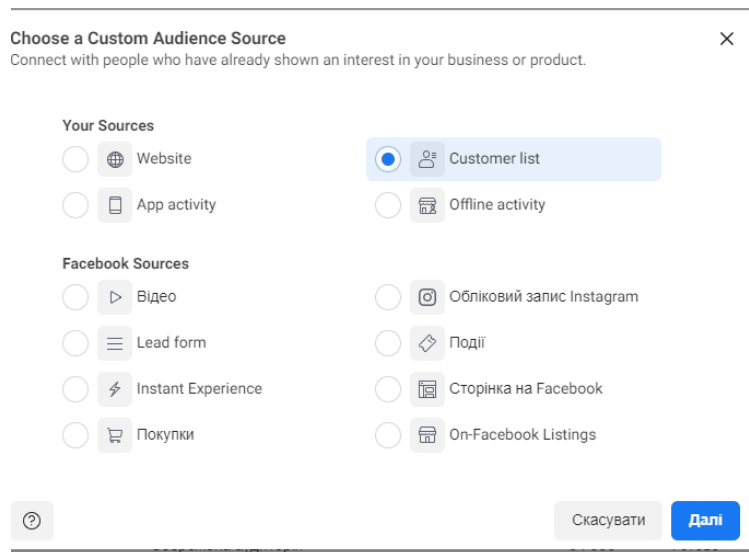 Choose a Custom Audience Source
Connect with people who have already shown an interest in your business or product.
Your Sources
Website
Customer list
App activity
Offline activity
Facebook Sources
Відео
Обліковий запис Instagram
Lead form
Події
Instant Experience
Сторінка на Facebook
Покупки
On-Facebook Listings
Скасувати
Далі